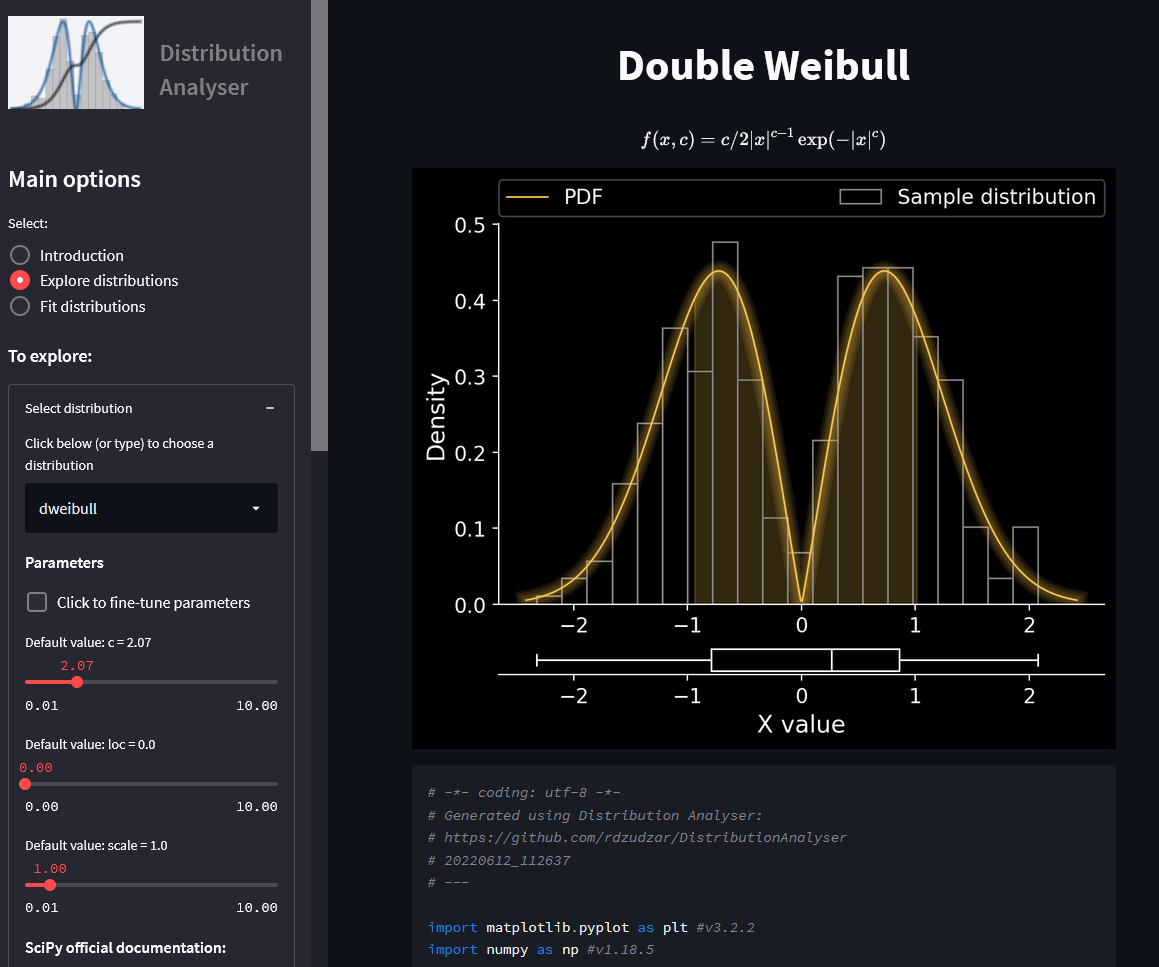 Distribution
Analyser
Main options
Select:
Introduction
Explore distributions
Fit distributions
To explore:
Select distribution
Click below (or type) to choose a
distribution
dweibull
Parameters
Click to fine-tune parameters
Default value: c = 2.07
2.07
0.01 10.00
Default value: loc = 0.0
0.00
0.00 10.00
Default value: scale = 1.0
1.00
0.01 10.00
SciPy official documentation:
Double Weibull
f(x, c) = c/2|x|^{c−1} exp(−|x|^c)
PDF Sample distribution
0.5
0.4
0.3
0.2
0.1
0.0
Density
−2 −1 0 1 2
−2 −1 0 1 2
X value
# -*- coding: utf-8 -*-
# Generated using Distribution Analyser:
# https://github.com/rdzudzar/DistributionAnalyser
# 20220612_112637
# ---
import matplotlib.pyplot as plt #v3.2.2
import numpy as np #v1.18.5